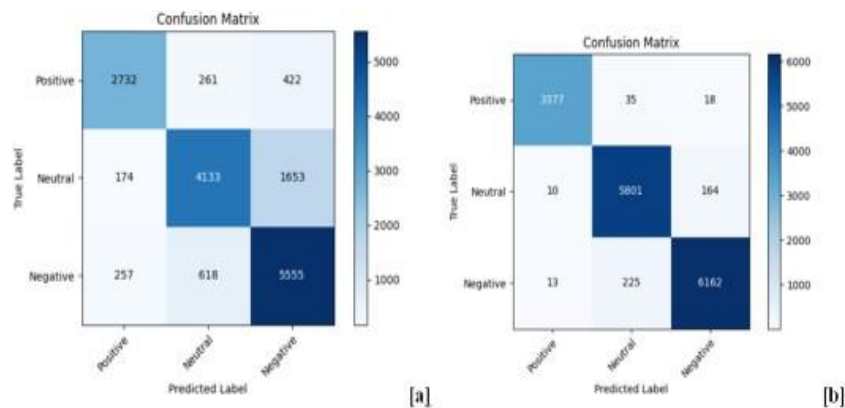 Confusion Matrix
Positive 2732 261 422
Neutral 174 4133 1653
Negative 257 618 5555
Positive Neutral Negative
Predicted Label
True Label
5000
4000
3000
2000
1000
[a]
Confusion Matrix
Positive 3377 35 18
Neutral 10 5801 164
Negative 13 225 6162
Positive Neutral Negative
Predicted Label
True Label
6000
5000
4000
3000
2000
1000
[b]